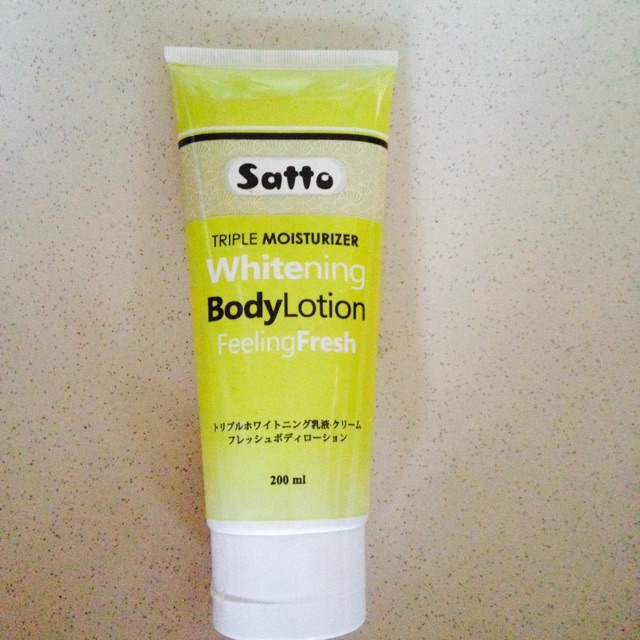 Satto
TRIPLE MOISTURIZER
Whitening
BodyLotion
FeelingFresh
トリプルホワイトニング乳液·クリーム
フレッシュボディローション
200 ml